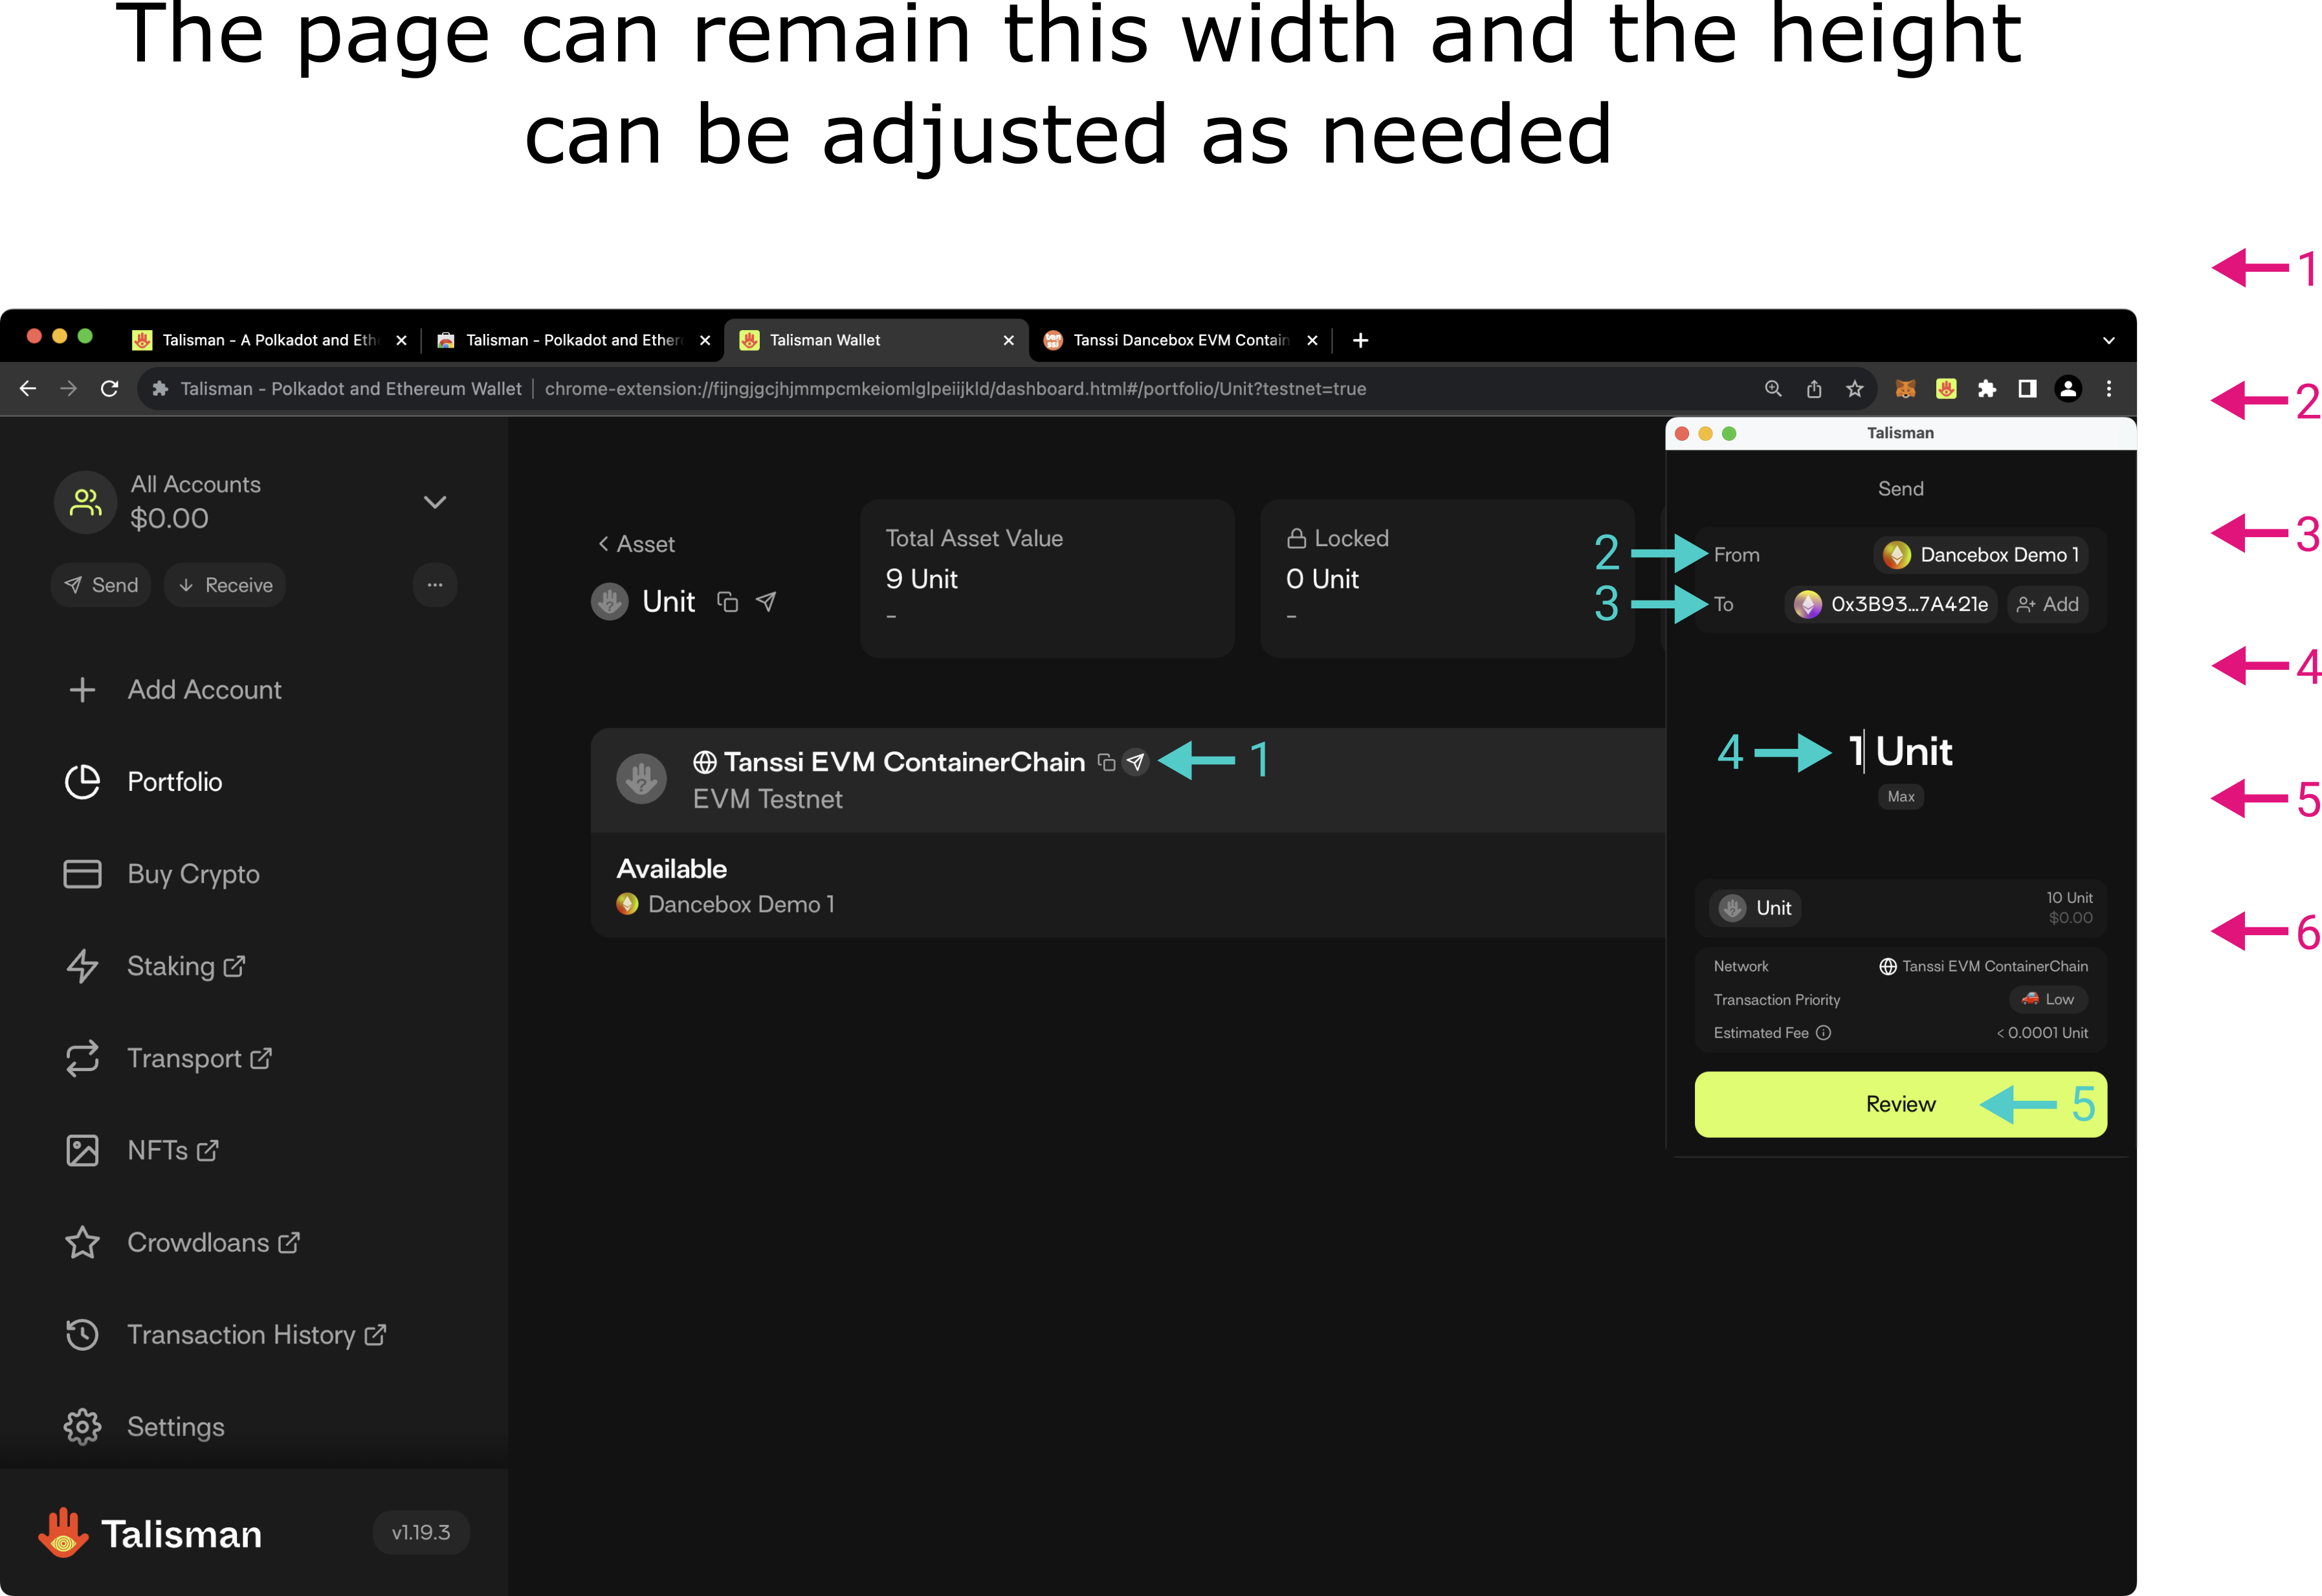 The page can remain this width and the height
can be adjusted as needed
1
2
3
4
5
6
Talisman - A Polkadot and Eth
Talisman - Polkadot and Ether
Talisman Wallet
Tanssi Dancebox EVM Contain
Talisman - Polkadot and Ethereum Wallet
chrome-extension://fijngjgcjhjmmpcmkeiomlglpeiijkld/dashboard.html#/portfolio/Unit?testnet=true
All Accounts
$0.00
Send
Receive
Add Account
Portfolio
Buy Crypto
Staking
Transport
NFTs
Crowdloans
Transaction History
Settings
Talisman
v1.19.3
< Asset
Unit
Total Asset Value
9 Unit
-
Locked
0 Unit
-
Tanssi EVM ContainerChain
1
EVM Testnet
Available
Dancebox Demo 1
Talisman
Send
2
From
Dancebox Demo 1
3
To
0x3B93...7A421e
Add
4
1 Unit
Max
Unit
10 Unit
$0.00
Network
Tanssi EVM ContainerChain
Transaction Priority
Low
Estimated Fee
< 0.0001 Unit
Review
5